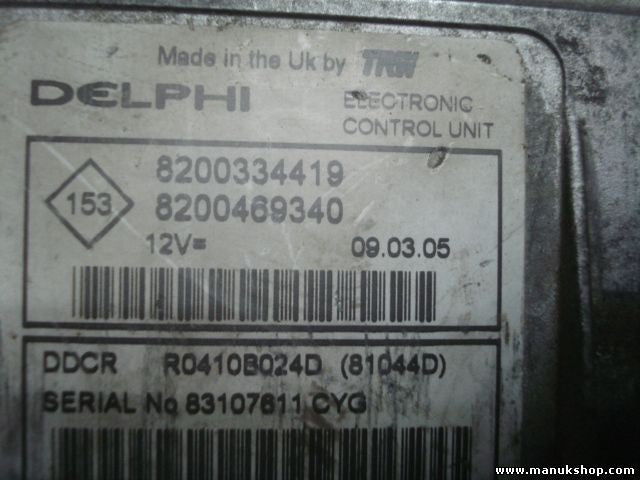 Made in the Uk by TRW
DELPHI
ELECTRONIC
CONTROL UNIT
153
8200334419
8200469340
12V=
09.03.05
DDCR R0410B024D (81044D)
SERIAL No 83107611 CYG
www.manukshop.com